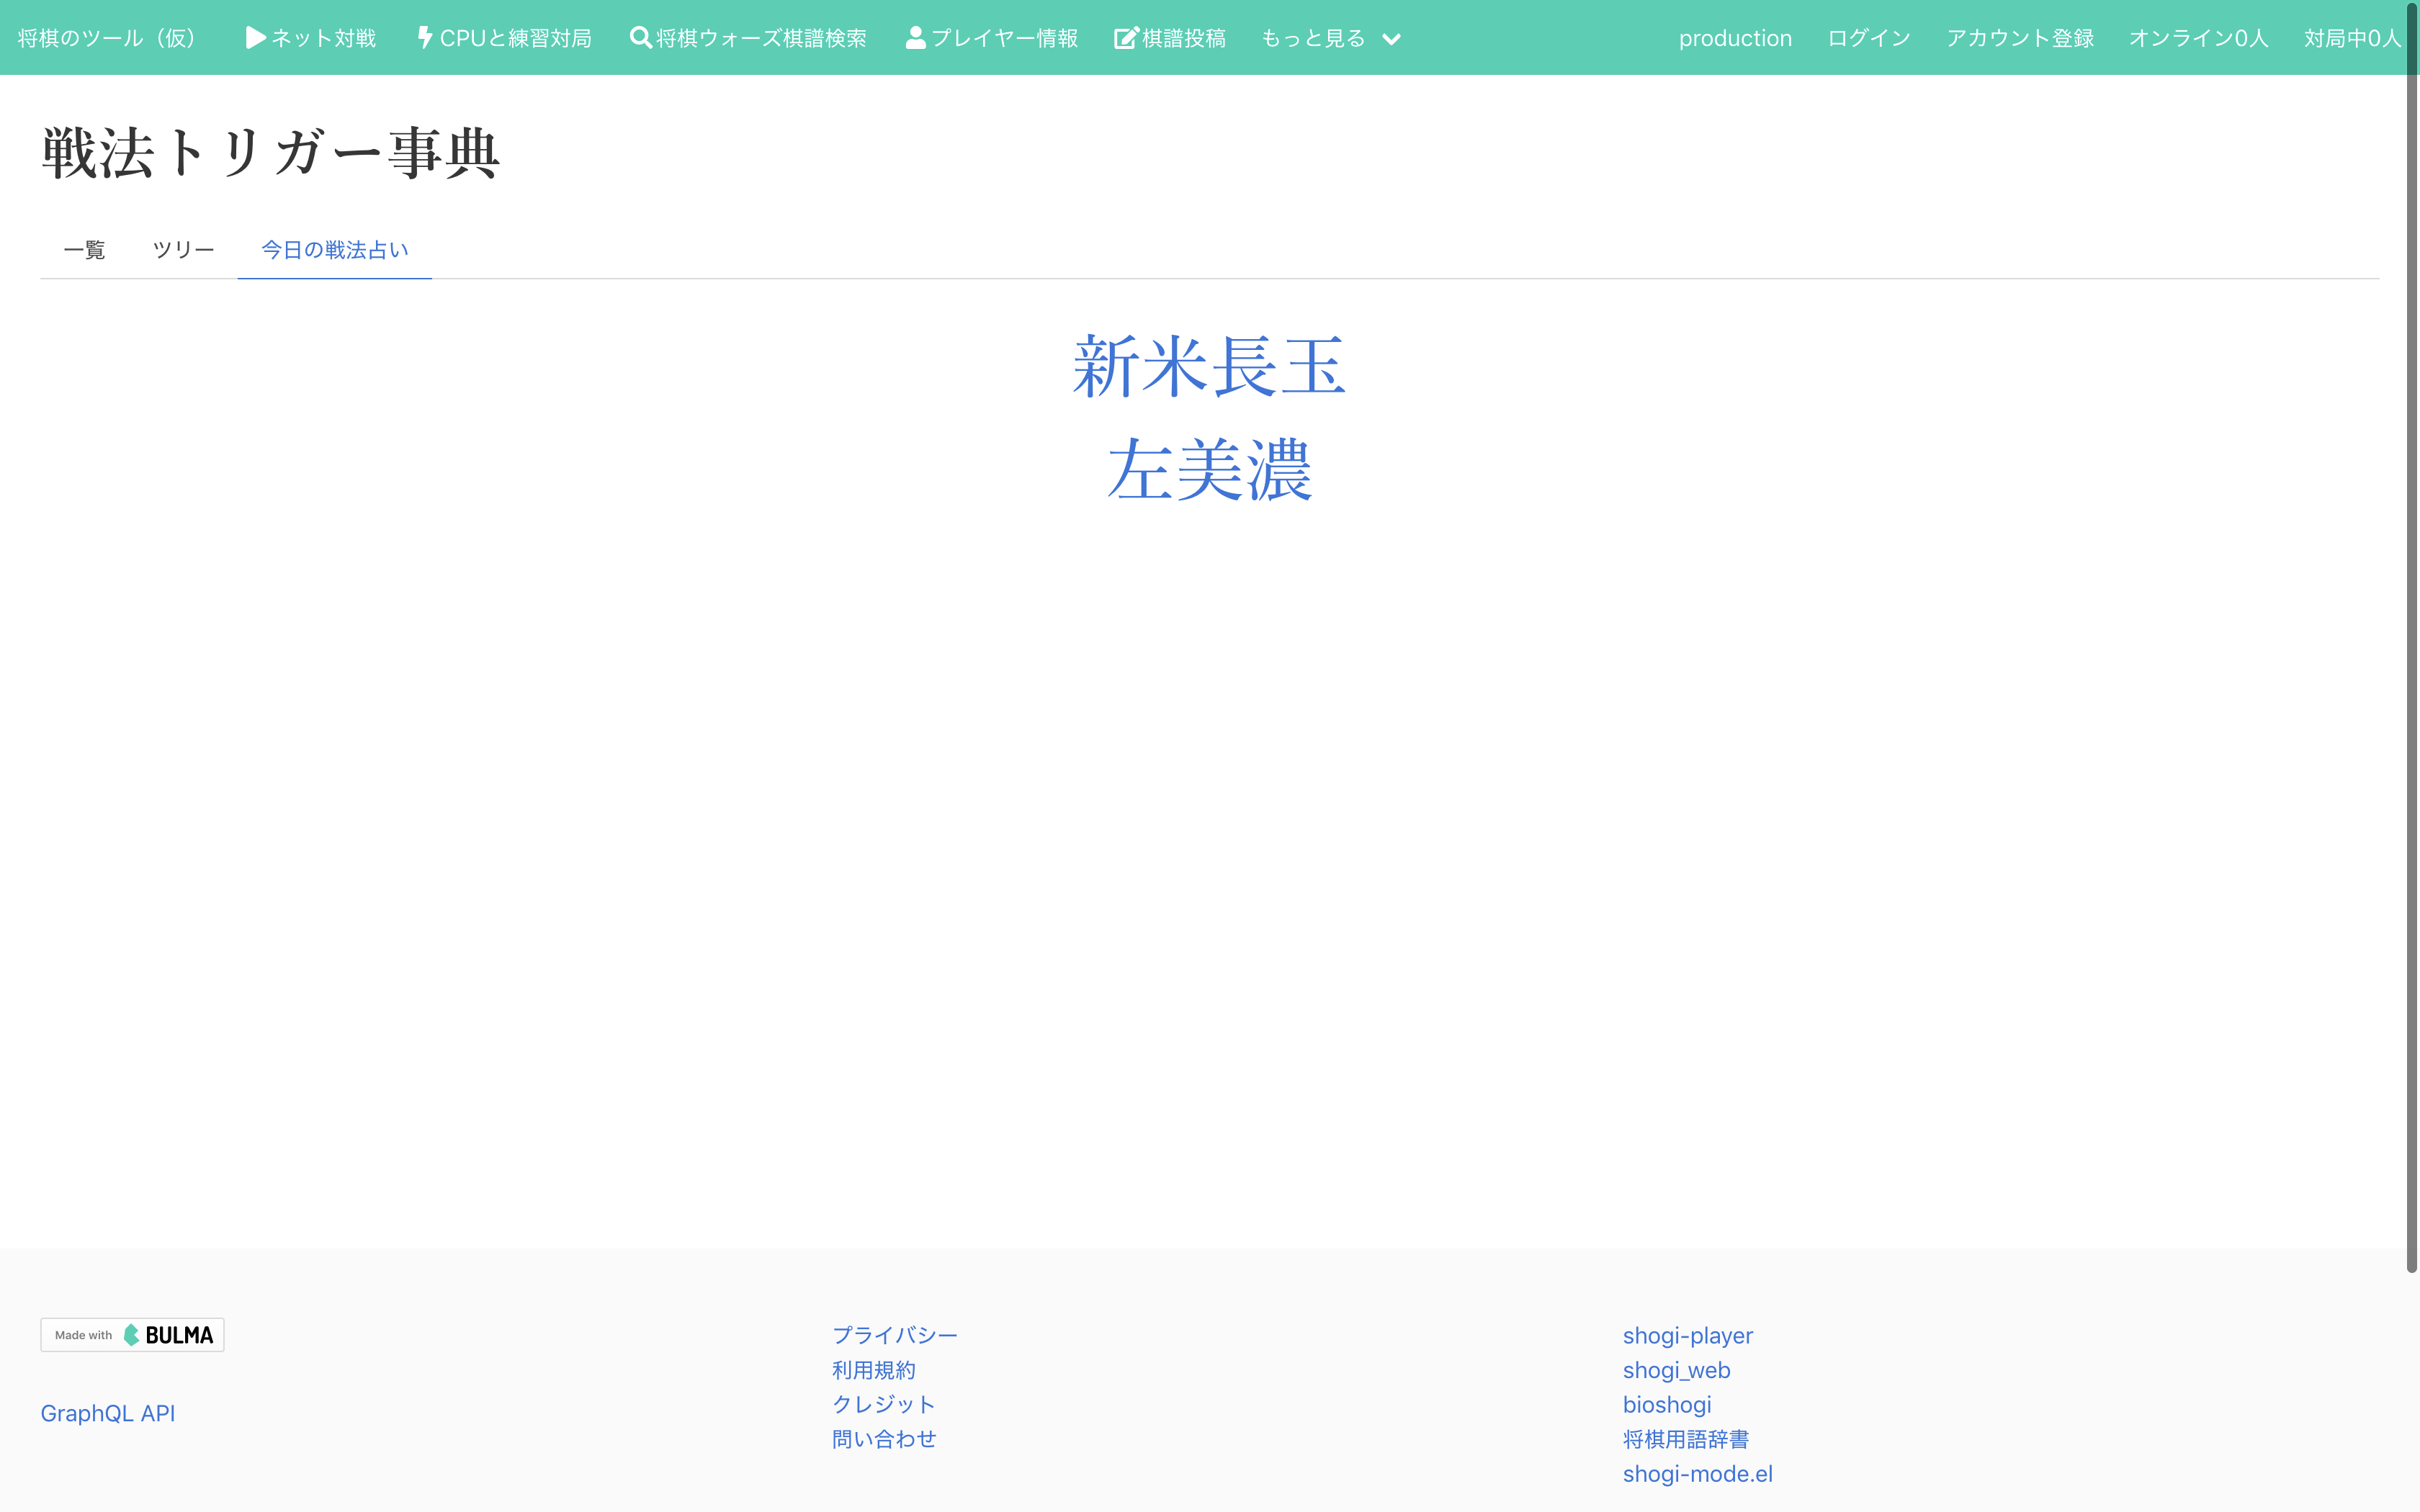 将棋のツール（仮） ネット対戦 CPUと練習対局 将棋ウォーズ棋譜検索 プレイヤー情報 棋譜投稿 もっと見る production ログイン アカウント登録 オンライン0人 対局中0人
戦法トリガー事典
一覧 ツリー 今日の戦法占い
新米長玉
左美濃
Made with BULMA
GraphQL API
プライバシー
利用規約
クレジット
問い合わせ
shogi-player
shogi_web
bioshogi
将棋用語辞書
shogi-mode.el